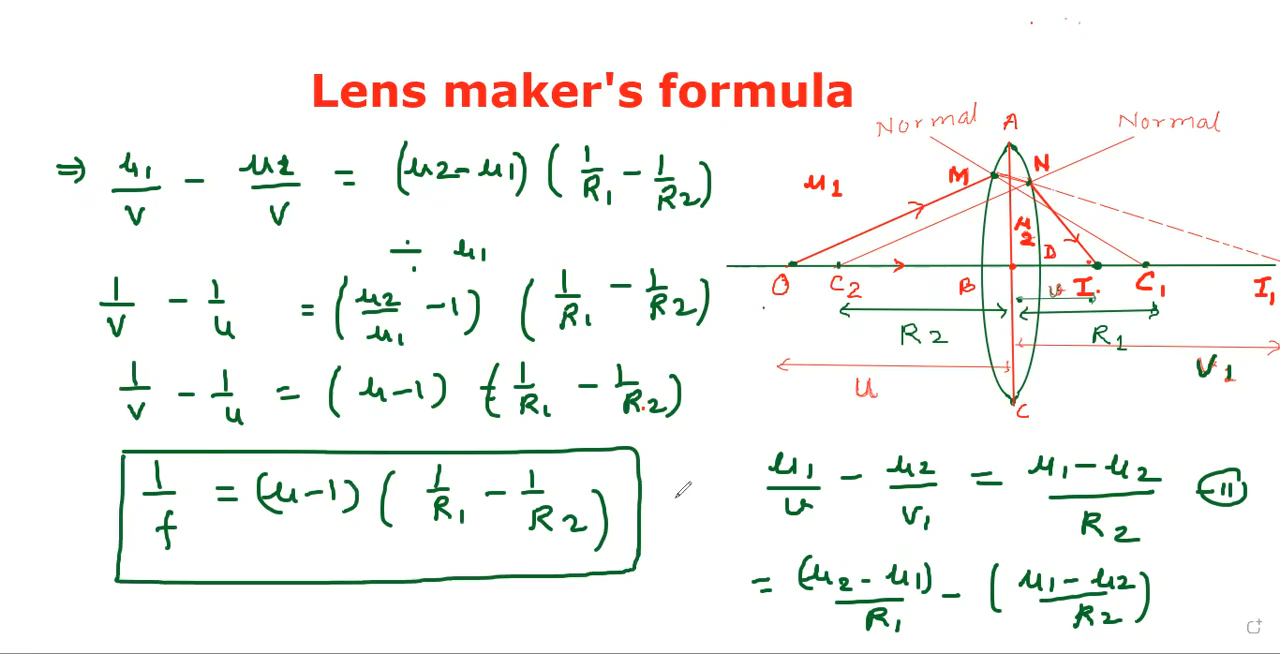 Lens maker's formula
⇒ μ1/v − μ2/v = (μ2 − μ1) (1/R1 − 1/R2)
÷ μ1
1/v − 1/u = (μ2/μ1 − 1) (1/R1 − 1/R2)
1/v − 1/u = (μ−1) (1/R1 − 1/R2)
1/f = (μ−1) (1/R1 − 1/R2)
Normal A Normal
M N
μ1
μ2
D
O C2 B I C1 I1
v
R2 R1
u V1
C
μ1/v − μ2/v1 = (μ1 − μ2)/R2 —(11)
= (μ2 − μ1)/R1 − (μ1 − μ2/R2)